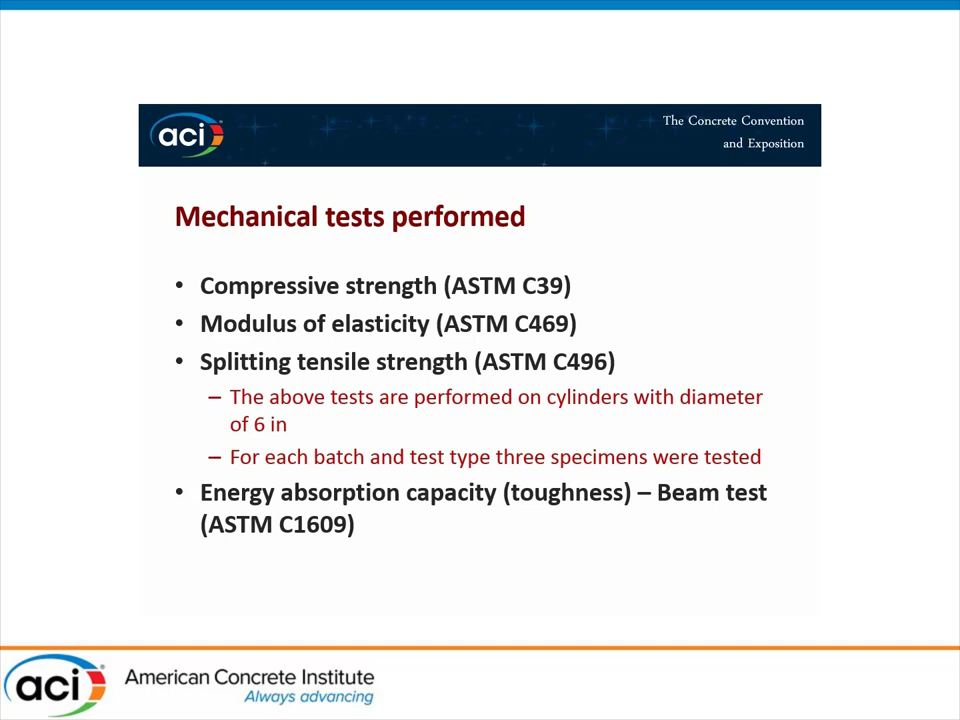 aci
The Concrete Convention
and Exposition
Mechanical tests performed
• Compressive strength (ASTM C39)
• Modulus of elasticity (ASTM C469)
• Splitting tensile strength (ASTM C496)
– The above tests are performed on cylinders with diameter
of 6 in
– For each batch and test type three specimens were tested
• Energy absorption capacity (toughness) – Beam test
(ASTM C1609)
aci
American Concrete Institute
Always advancing